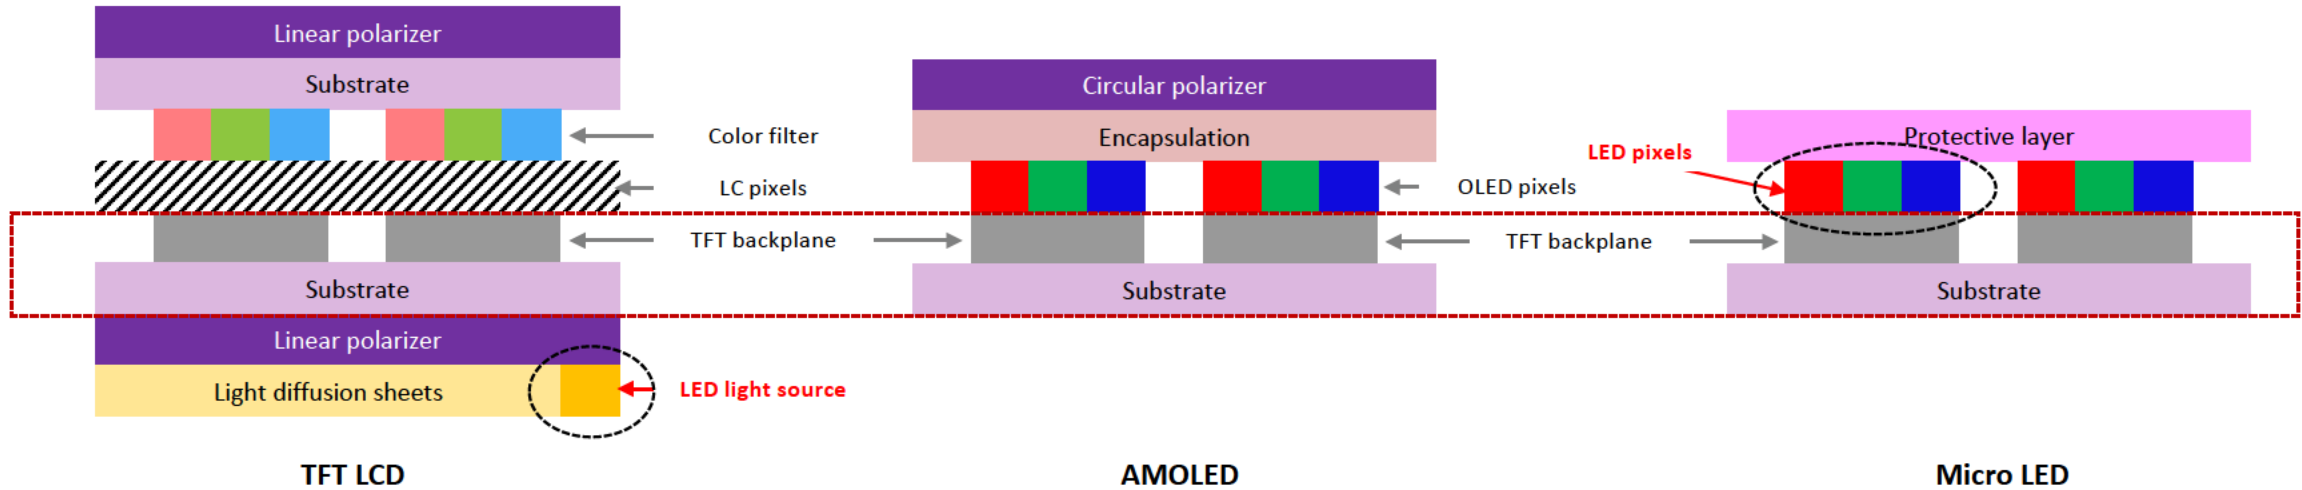 Linear polarizer
Substrate
Color filter
LC pixels
TFT backplane
Substrate
Linear polarizer
Light diffusion sheets
LED light source
TFT LCD
Circular polarizer
Encapsulation
OLED pixels
TFT backplane
Substrate
AMOLED
Protective layer
LED pixels
Substrate
Micro LED